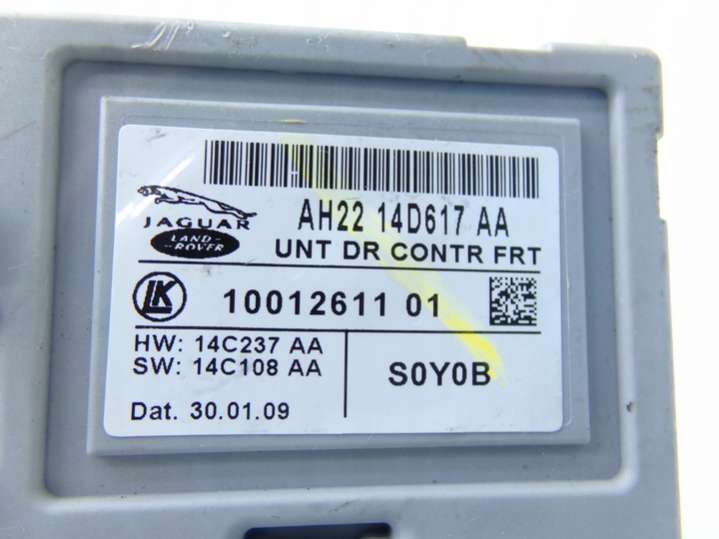 JAGUAR
LAND-
ROVER
AH22 14D617 AA
UNT DR CONTR FRT
LK
10012611 01
HW: 14C237 AA
SW: 14C108 AA
S0Y0B
Dat. 30.01.09